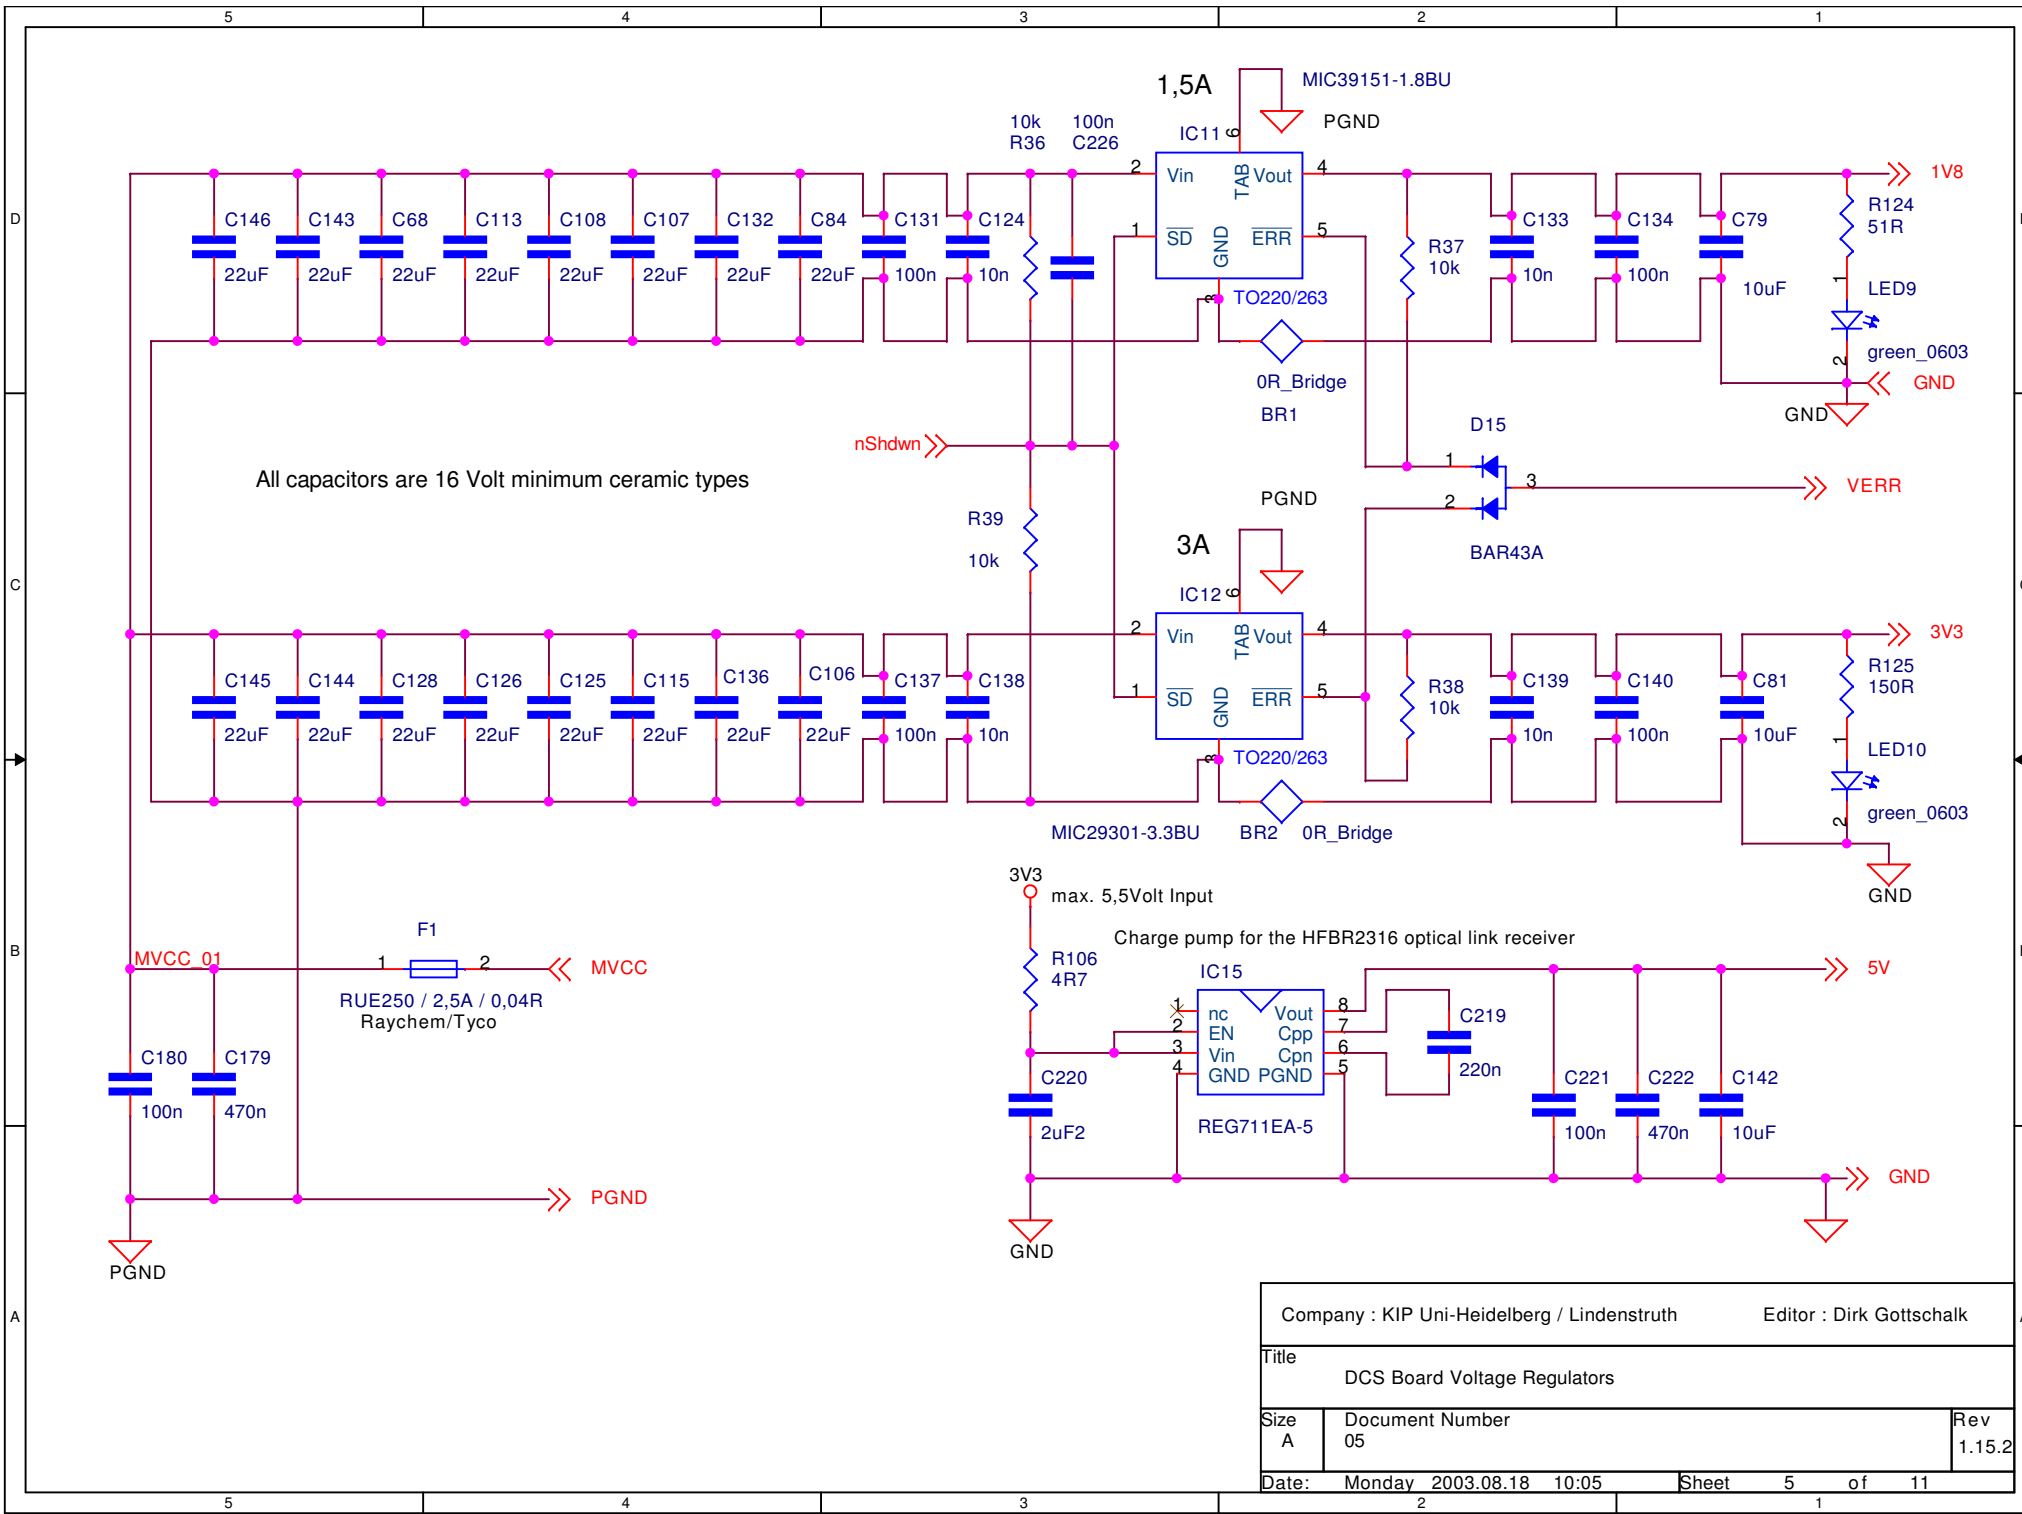 5 4 3 2 1
1,5A
MIC39151-1.8BU
PGND
10k
R36
100n
C226
IC11
6
2 Vin TAB Vout 4
1 SD GND ERR 5
3
TO220/263
1V8
D
C146 22uF
C143 22uF
C68 22uF
C113 22uF
C108 22uF
C107 22uF
C132 22uF
C84 22uF
C131 100n
C124 10n
R37 10k
C133 10n
C134 100n
C79 10uF
R124 51R
1
LED9
2
green_0603
GND
GND
0R_Bridge
BR1
nShdwn
D15
1
2
3
VERR
BAR43A
All capacitors are 16 Volt minimum ceramic types
R39
10k
PGND
3A
C
IC12
6
2 Vin TAB Vout 4
1 SD GND ERR 5
3
TO220/263
3V3
C145 22uF
C144 22uF
C128 22uF
C126 22uF
C125 22uF
C115 22uF
C136 22uF
C106 22uF
C137 100n
C138 10n
R38 10k
C139 10n
C140 100n
C81 10uF
R125 150R
1
LED10
2
green_0603
GND
MIC29301-3.3BU
BR2 0R_Bridge
3V3
max. 5,5Volt Input
Charge pump for the HFBR2316 optical link receiver
B
F1
MVCC_01
1 2
MVCC
RUE250 / 2,5A / 0,04R
Raychem/Tyco
R106
4R7
IC15
1 nc Vout 8
2 EN Cpp 7
3 Vin Cpn 6
4 GND PGND 5
REG711EA-5
C219
220n
5V
C180 100n
C179 470n
C220
2uF2
C221 100n
C222 470n
C142 10uF
PGND
PGND
GND
GND
A
Company : KIP Uni-Heidelberg / Lindenstruth Editor : Dirk Gottschalk
Title
DCS Board Voltage Regulators
Size
A
Document Number
05
Rev
1.15.2
Date: Monday 2003.08.18 10:05 Sheet 5 of 11
5 4 3 2 1